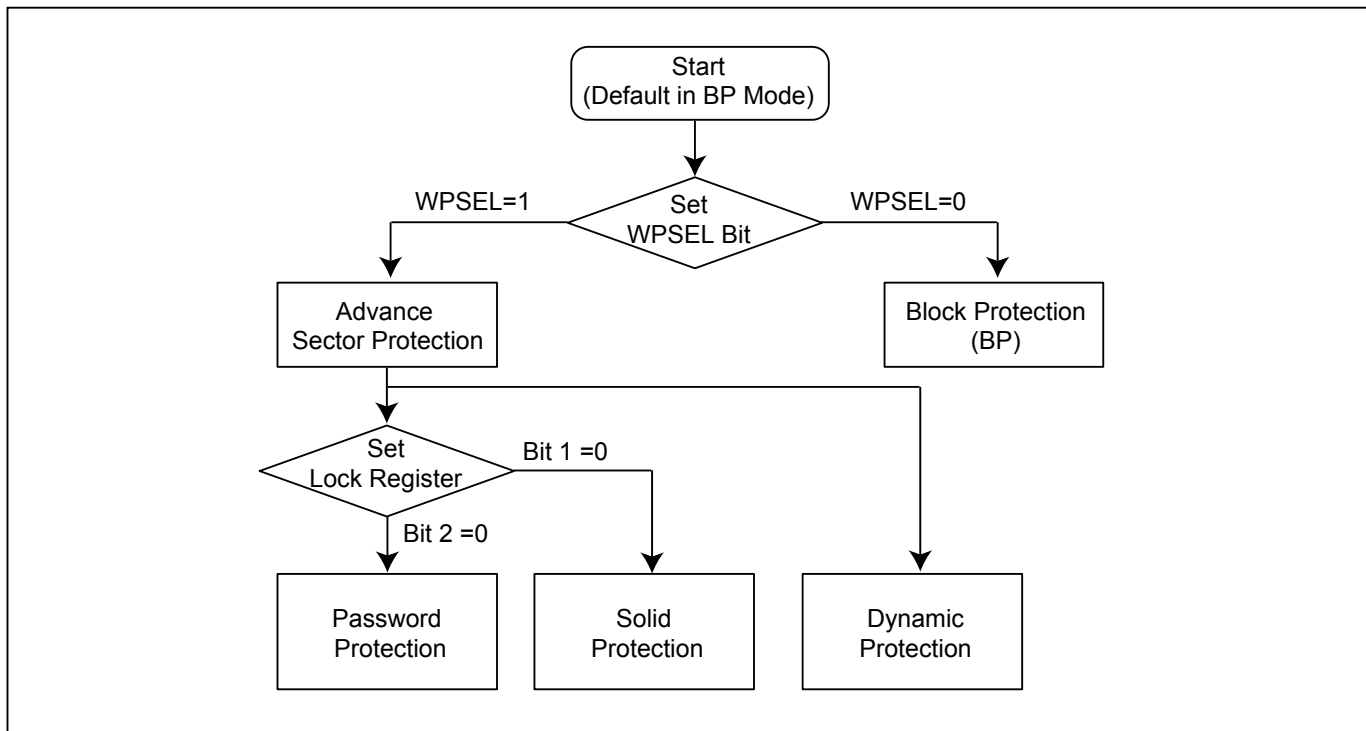 Start
(Default in BP Mode)
WPSEL=1
Set
WPSEL Bit
WPSEL=0
Advance
Sector Protection
Block Protection
(BP)
Set
Lock Register
Bit 1 =0
Bit 2 =0
Password
Protection
Solid
Protection
Dynamic
Protection